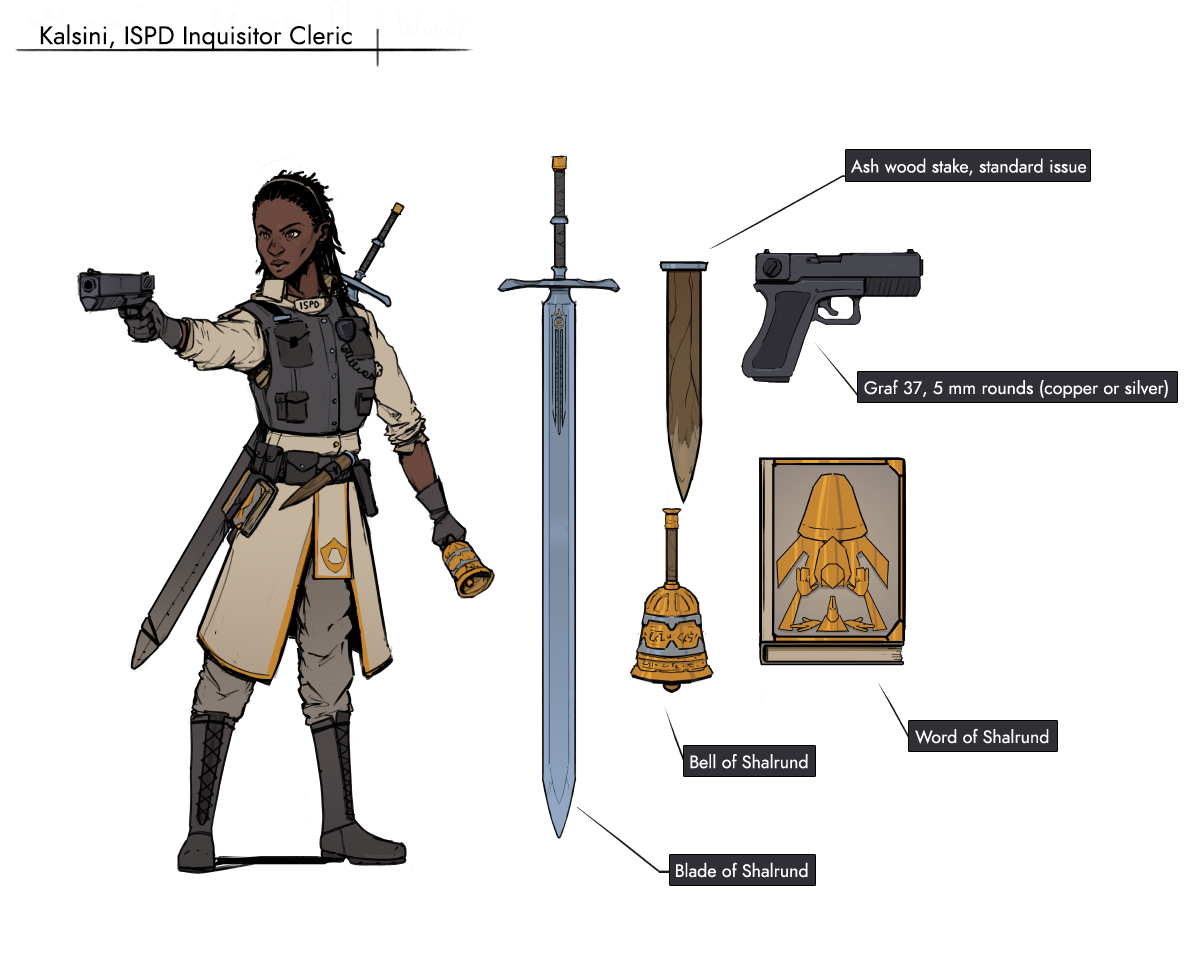 Kalsini, ISPD Inquisitor Cleric
Ash wood stake, standard issue
ISPD
Graf 37, 5 mm rounds (copper or silver)
Word of Shalrund
Bell of Shalrund
Blade of Shalrund